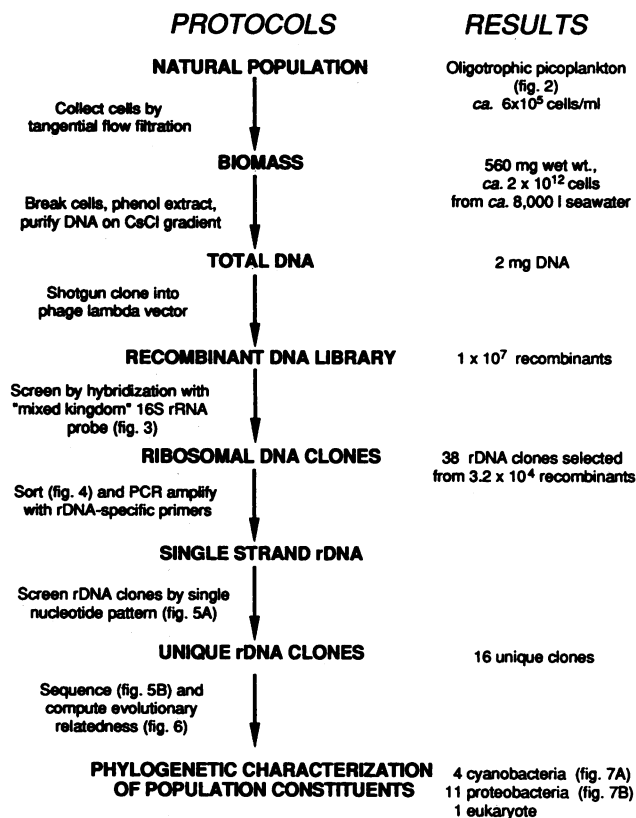 PROTOCOLS
RESULTS
NATURAL POPULATION
Oligotrophic picoplankton
(fig. 2)
ca. 6x10⁵ cells/ml
Collect cells by
tangential flow filtration
BIOMASS
560 mg wet wt.,
ca. 2 x 10¹² cells
from ca. 8,000 l seawater
Break cells, phenol extract,
purify DNA on CsCl gradient
TOTAL DNA
2 mg DNA
Shotgun clone into
phage lambda vector
RECOMBINANT DNA LIBRARY
1 x 10⁷ recombinants
Screen by hybridization with
"mixed kingdom" 16S rRNA
probe (fig. 3)
RIBOSOMAL DNA CLONES
38 rDNA clones selected
from 3.2 x 10⁴ recombinants
Sort (fig. 4) and PCR amplify
with rDNA-specific primers
SINGLE STRAND rDNA
Screen rDNA clones by single
nucleotide pattern (fig. 5A)
UNIQUE rDNA CLONES
16 unique clones
Sequence (fig. 5B) and
compute evolutionary
relatedness (fig. 6)
PHYLOGENETIC CHARACTERIZATION
OF POPULATION CONSTITUENTS
4 cyanobacteria (fig. 7A)
11 proteobacteria (fig. 7B)
1 eukaryote